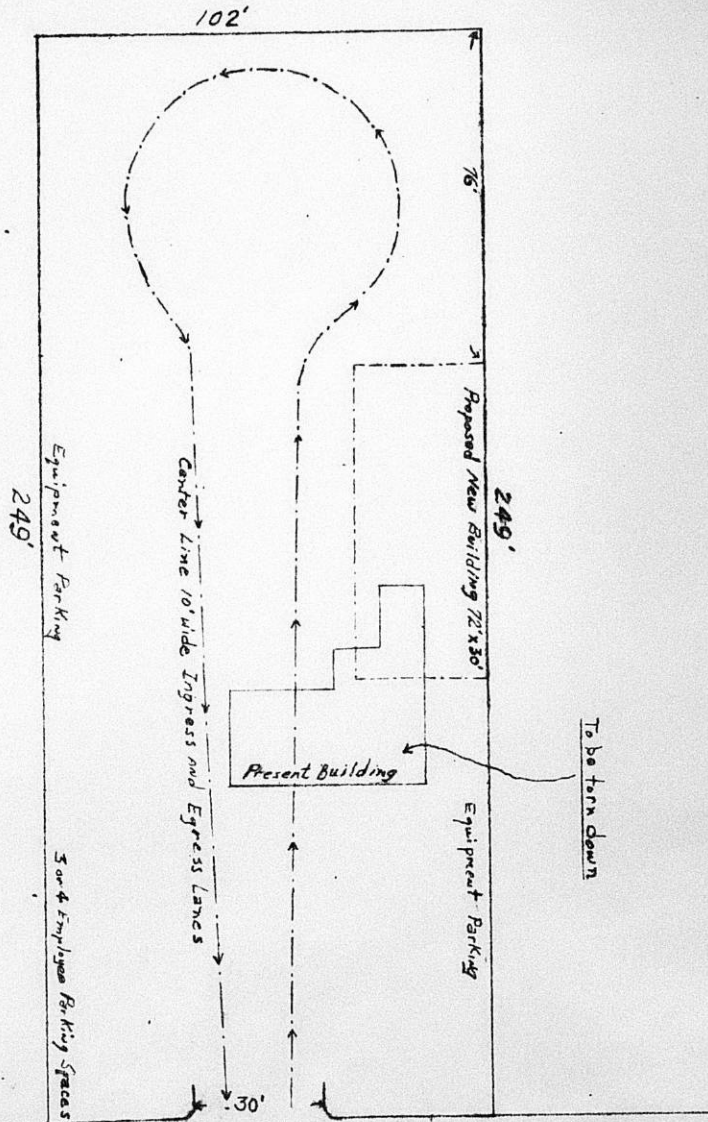 102'
76'
Proposed New Building 72'x30'
249'
Equipment Parking
249'
Center Line 10' wide Ingress and Egress Lanes
Present Building
To be torn down
Equipment Parking
3 or 4 Employee Parking Spaces
30'